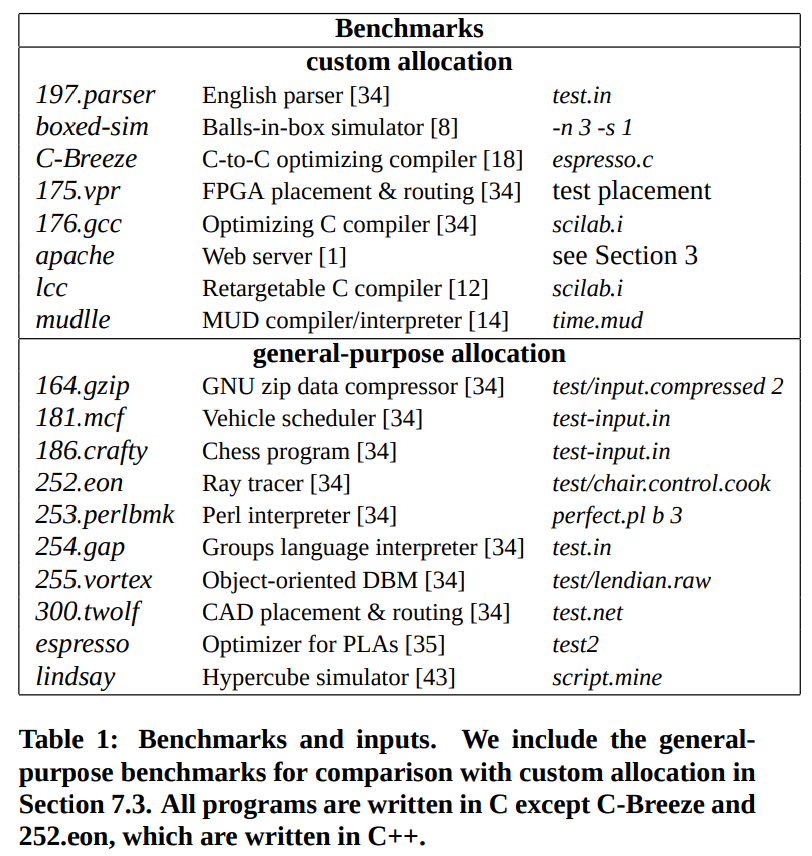 Benchmarks
custom allocation
197.parser English parser [34] test.in
boxed-sim Balls-in-box simulator [8] -n 3 -s 1
C-Breeze C-to-C optimizing compiler [18] espresso.c
175.vpr FPGA placement & routing [34] test placement
176.gcc Optimizing C compiler [34] scilab.i
apache Web server [1] see Section 3
lcc Retargetable C compiler [12] scilab.i
mudlle MUD compiler/interpreter [14] time.mud
general-purpose allocation
164.gzip GNU zip data compressor [34] test/input.compressed 2
181.mcf Vehicle scheduler [34] test-input.in
186.crafty Chess program [34] test-input.in
252.eon Ray tracer [34] test/chair.control.cook
253.perlbmk Perl interpreter [34] perfect.pl b 3
254.gap Groups language interpreter [34] test.in
255.vortex Object-oriented DBM [34] test/lendian.raw
300.twolf CAD placement & routing [34] test.net
espresso Optimizer for PLAs [35] test2
lindsay Hypercube simulator [43] script.mine
Table 1: Benchmarks and inputs. We include the general-
purpose benchmarks for comparison with custom allocation in
Section 7.3. All programs are written in C except C-Breeze and
252.eon, which are written in C++.